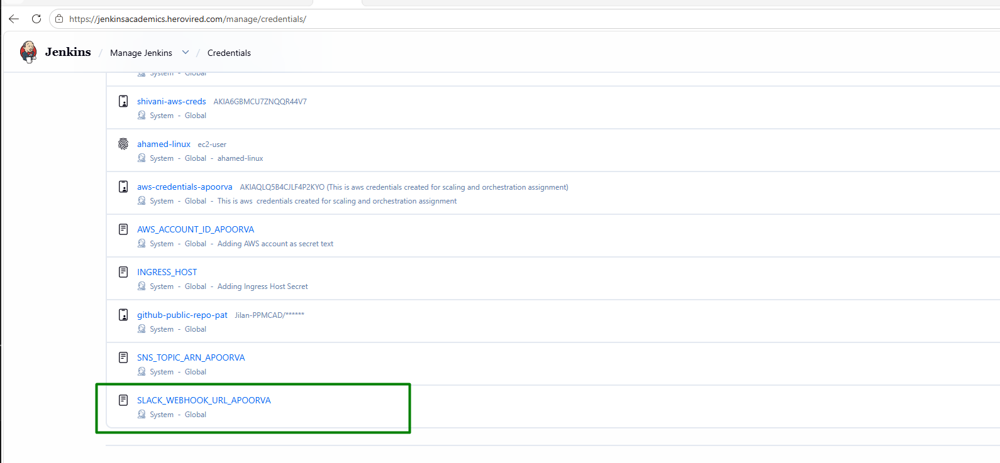 https://jenkinsacademics.herovired.com/manage/credentials/
Jenkins / Manage Jenkins / Credentials
System - Global
shivani-aws-creds AKIA6GBMCU7ZNQQR44V7
System - Global
ahamed-linux ec2-user
System - Global - ahamed-linux
aws-credentials-apoorva AKIAQLQ5B4CJLF4P2KYO (This is aws credentials created for scaling and orchestration assignment)
System - Global - This is aws credentials created for scaling and orchestration assignment
AWS_ACCOUNT_ID_APOORVA
System - Global - Adding AWS account as secret text
INGRESS_HOST
System - Global - Adding Ingress Host Secret
github-public-repo-pat Jilan-PPMCAD/******
System - Global
SNS_TOPIC_ARN_APOORVA
System - Global
SLACK_WEBHOOK_URL_APOORVA
System - Global